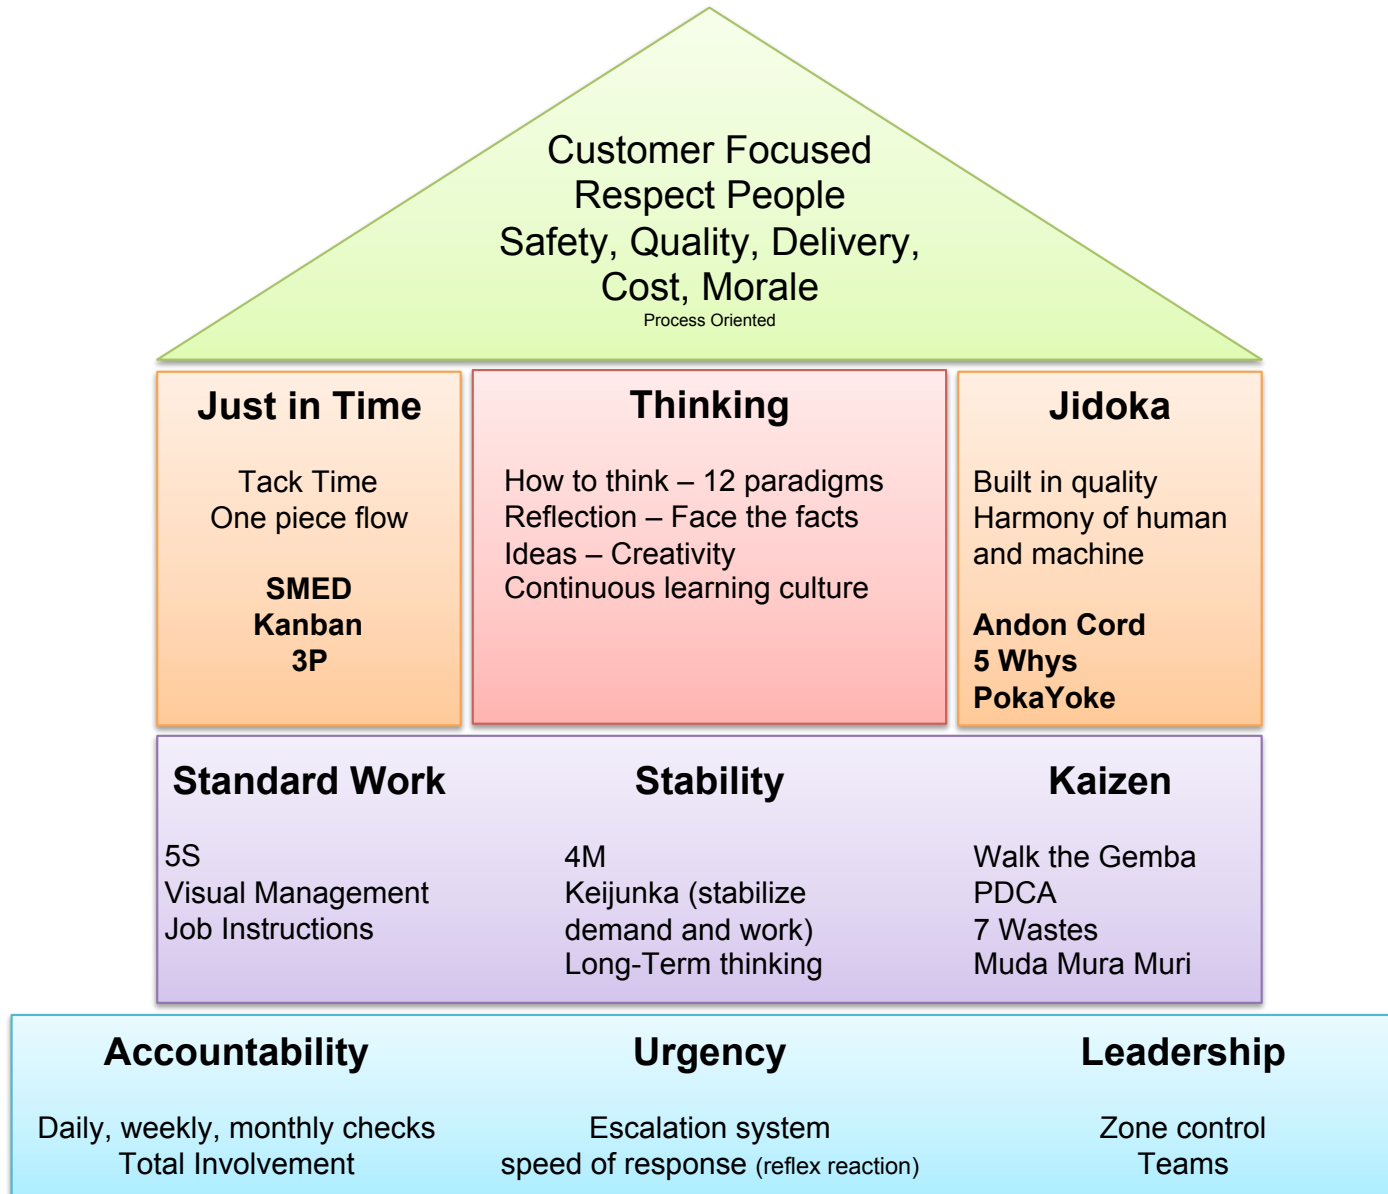 Customer Focused
Respect People
Safety, Quality, Delivery,
Cost, Morale
Process Oriented
Just in Time
Tack Time
One piece flow
SMED
Kanban
3P
Thinking
How to think – 12 paradigms
Reflection – Face the facts
Ideas – Creativity
Continuous learning culture
Jidoka
Built in quality
Harmony of human
and machine
Andon Cord
5 Whys
PokaYoke
Standard Work
5S
Visual Management
Job Instructions
Stability
4M
Keijunka (stabilize
demand and work)
Long-Term thinking
Kaizen
Walk the Gemba
PDCA
7 Wastes
Muda Mura Muri
Accountability
Daily, weekly, monthly checks
Total Involvement
Urgency
Escalation system
speed of response (reflex reaction)
Leadership
Zone control
Teams